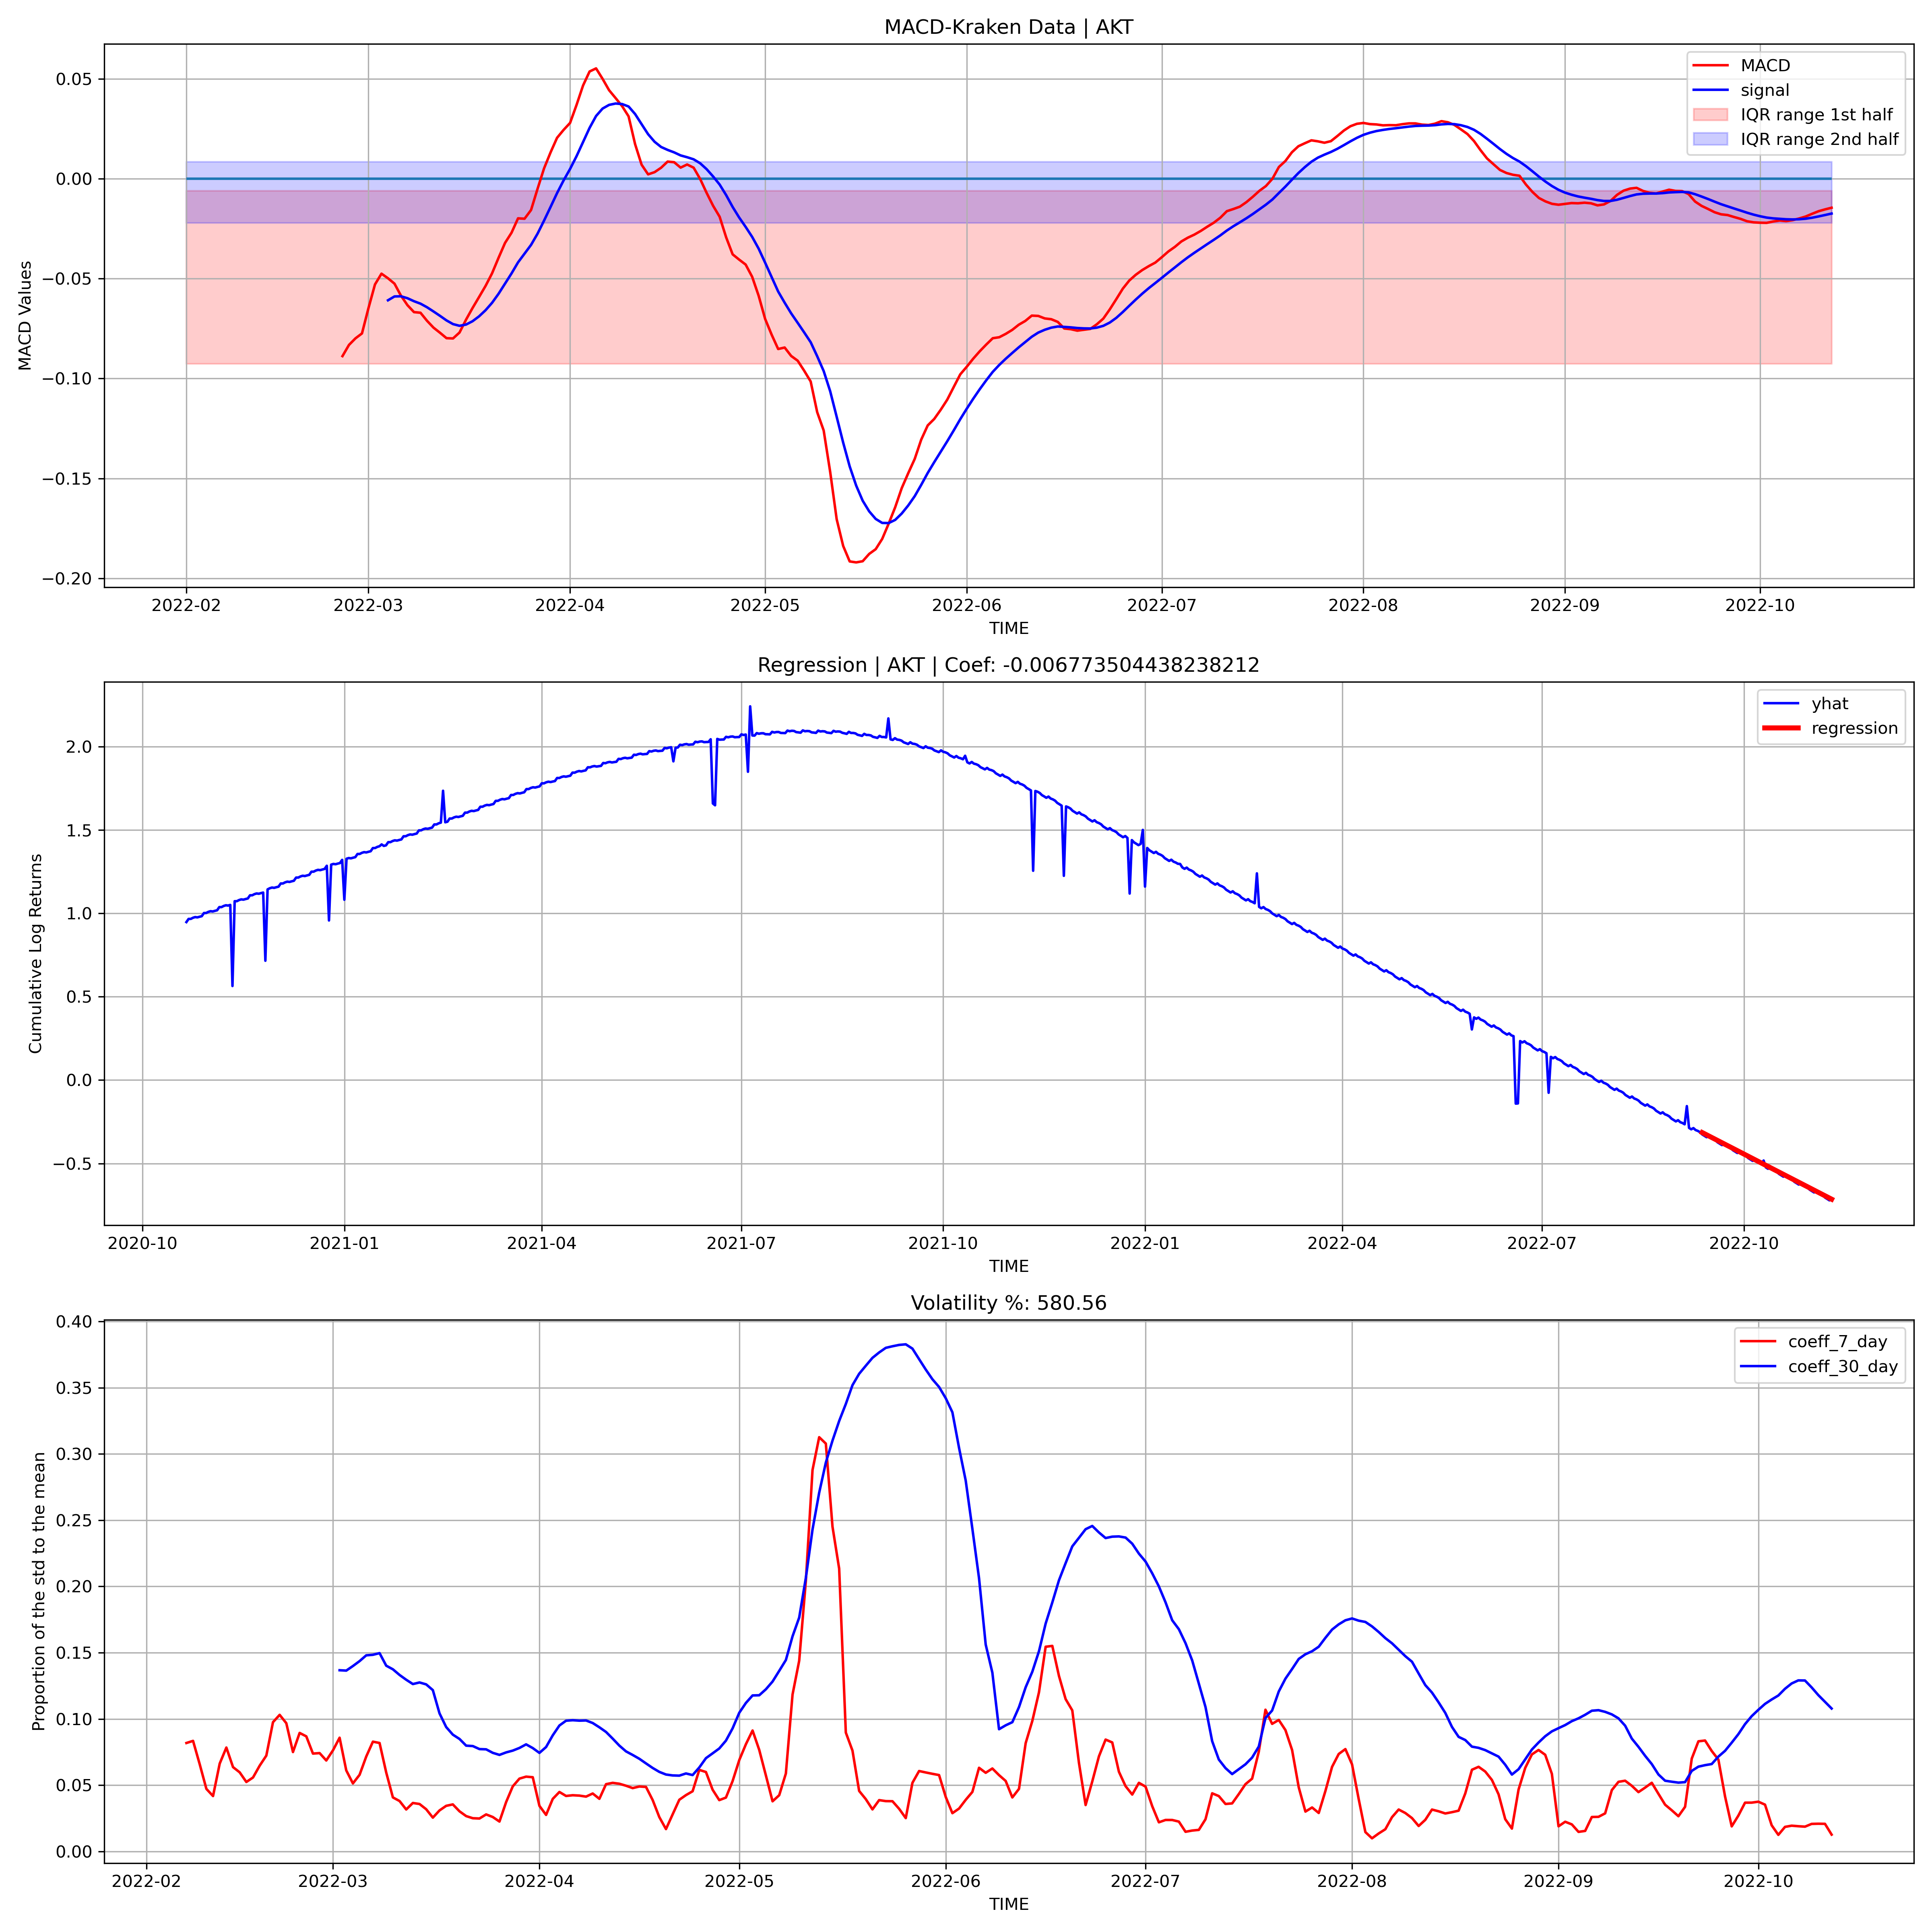 MACD-Kraken Data | AKT
MACD Values
0.05
0.00
−0.05
−0.10
−0.15
−0.20
MACD
signal
IQR range 1st half
IQR range 2nd half
2022-02 2022-03 2022-04 2022-05 2022-06 2022-07 2022-08 2022-09 2022-10
TIME
Regression | AKT | Coef: -0.006773504438238212
Cumulative Log Returns
2.0
1.5
1.0
0.5
0.0
−0.5
yhat
regression
2020-10 2021-01 2021-04 2021-07 2021-10 2022-01 2022-04 2022-07 2022-10
TIME
Volatility %: 580.56
Proportion of the std to the mean
0.40
0.35
0.30
0.25
0.20
0.15
0.10
0.05
0.00
coeff_7_day
coeff_30_day
2022-02 2022-03 2022-04 2022-05 2022-06 2022-07 2022-08 2022-09 2022-10
TIME